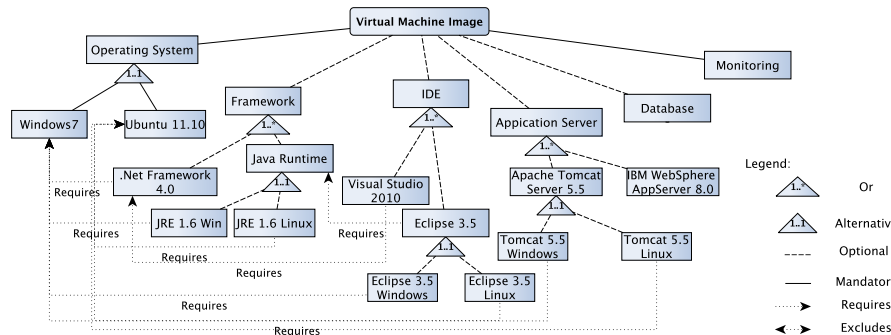 Virtual Machine Image
Operating System
1..1
Monitoring
Framework
1..*
IDE
1..*
Database
Windows7
Ubuntu 11.10
Appication Server
1..*
Java Runtime
1..1
.Net Framework
4.0
Visual Studio
2010
Apache Tomcat
Server 5.5
1..1
IBM WebSphere
AppServer 8.0
Requires
JRE 1.6 Win
JRE 1.6 Linux
Eclipse 3.5
1..1
Requires
Requires
Tomcat 5.5
Windows
Tomcat 5.5
Linux
Requires
Requires
Eclipse 3.5
Windows
Eclipse 3.5
Linux
Requires
Requires
Legend:
1..*
Or
1..1
Alternativ
Optional
Mandator
Requires
Excludes